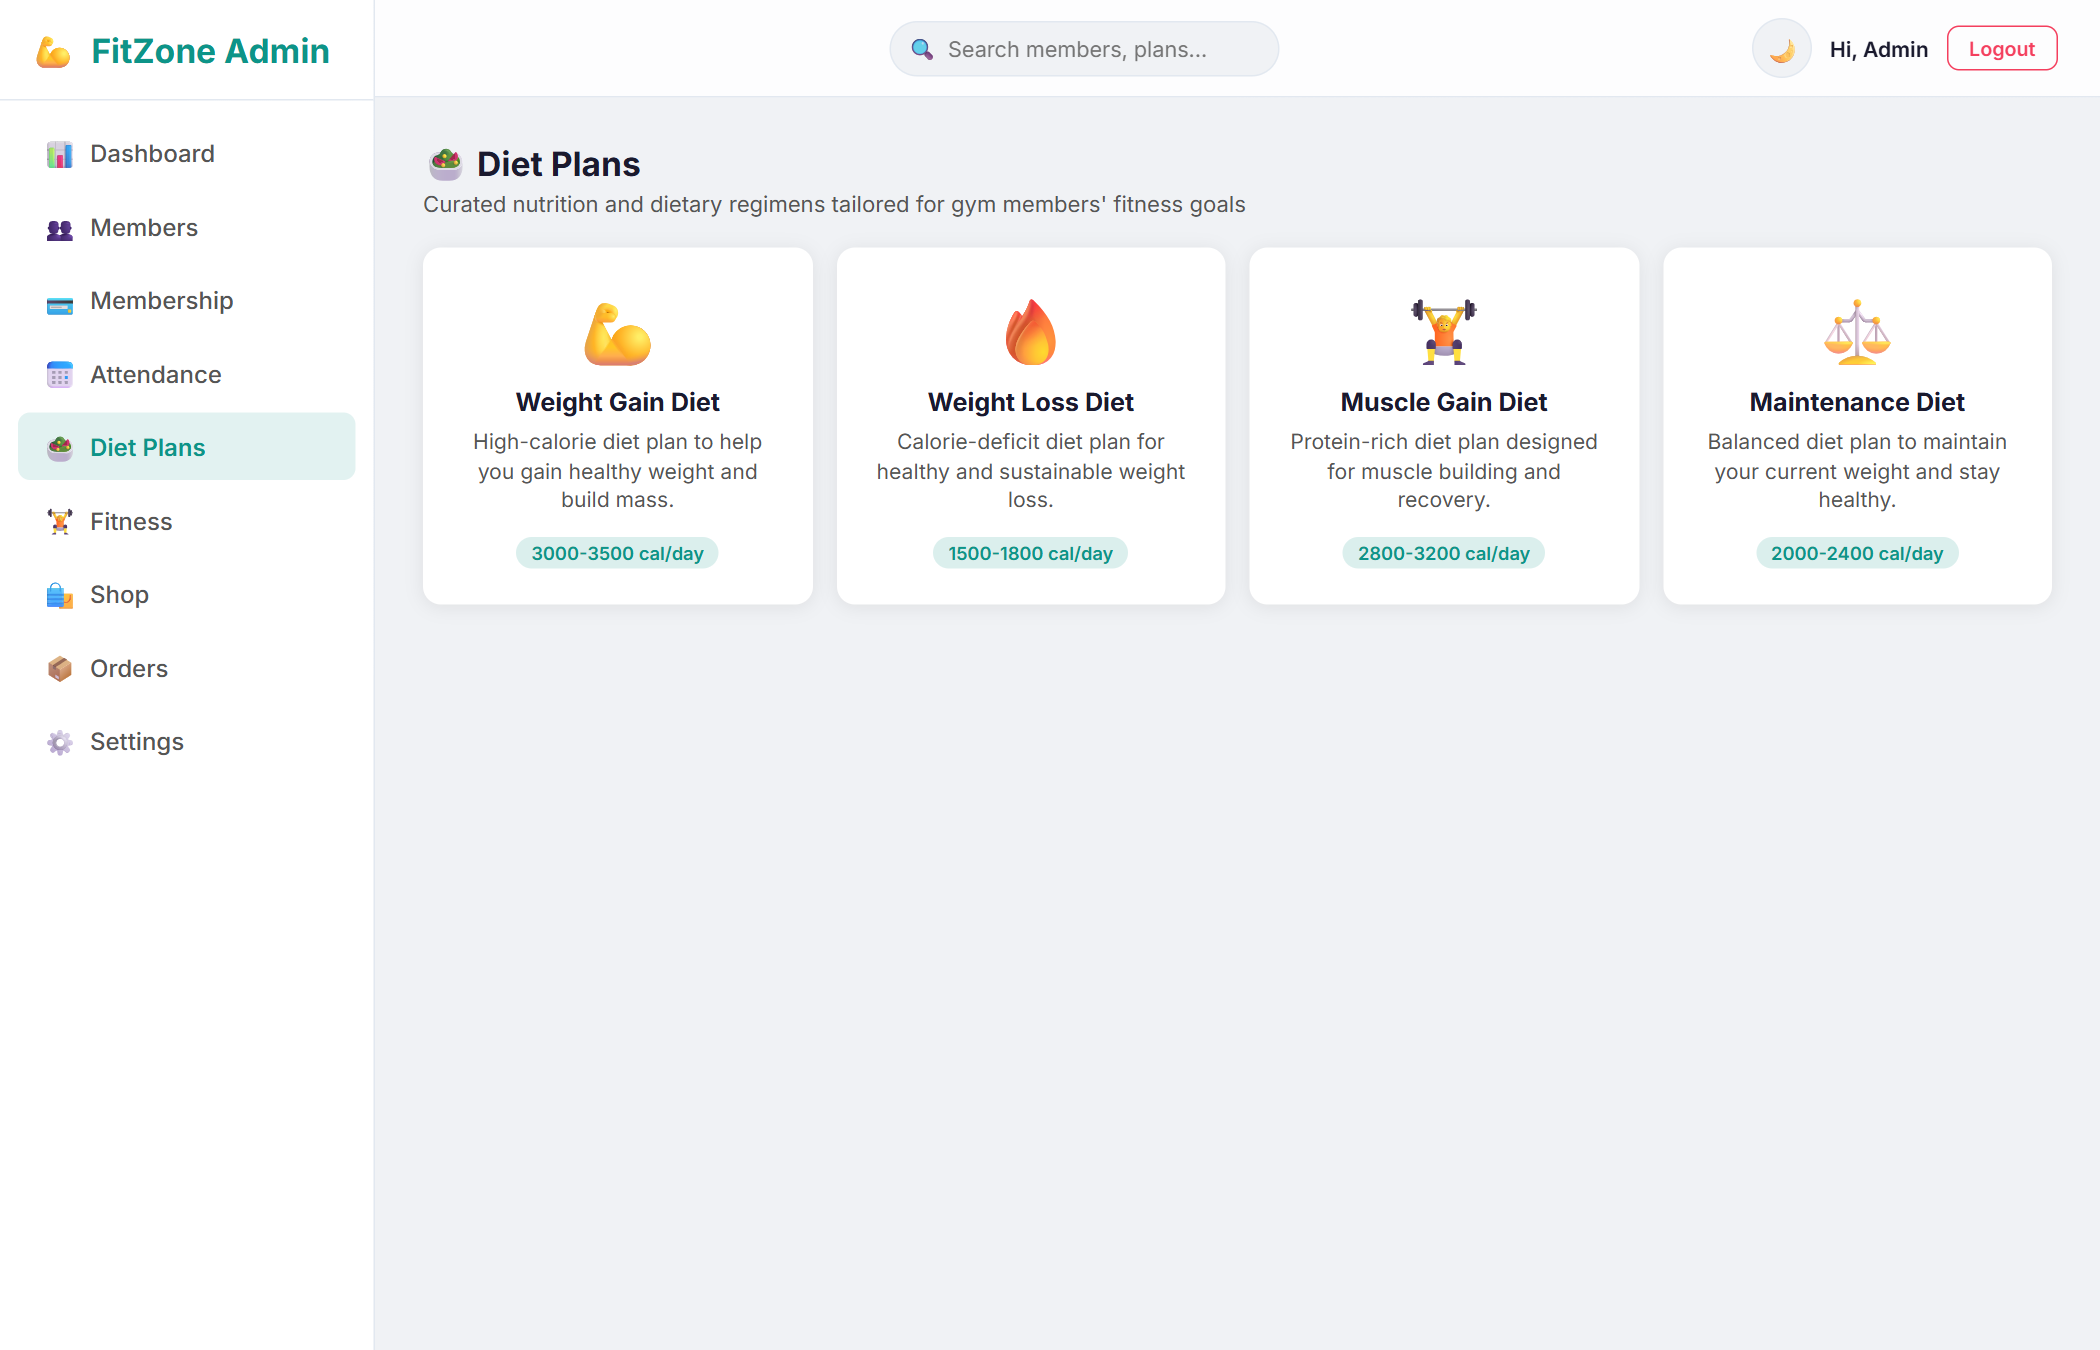 FitZone Admin
Search members, plans...
Hi, Admin
Logout
Dashboard
Members
Membership
Attendance
Diet Plans
Fitness
Shop
Orders
Settings
Diet Plans
Curated nutrition and dietary regimens tailored for gym members' fitness goals
Weight Gain Diet
High-calorie diet plan to help
you gain healthy weight and
build mass.
3000-3500 cal/day
Weight Loss Diet
Calorie-deficit diet plan for
healthy and sustainable weight
loss.
1500-1800 cal/day
Muscle Gain Diet
Protein-rich diet plan designed
for muscle building and
recovery.
2800-3200 cal/day
Maintenance Diet
Balanced diet plan to maintain
your current weight and stay
healthy.
2000-2400 cal/day